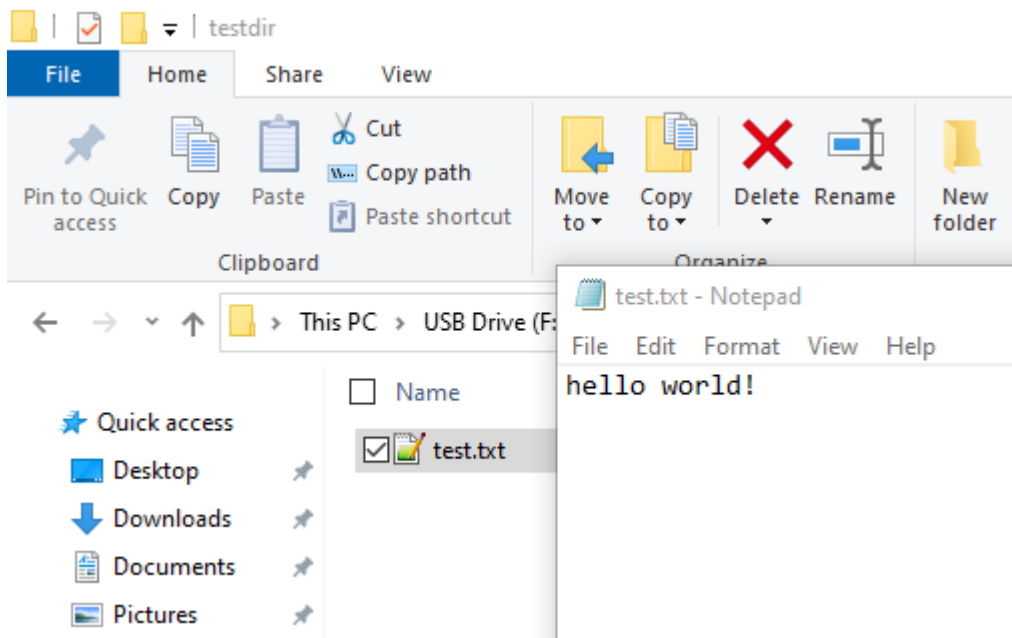 testdir
File Home Share View
Pin to Quick access
Copy
Paste
Cut
Copy path
Paste shortcut
Clipboard
Move to
Copy to
Delete
Rename
New folder
Organize
This PC > USB Drive (F:
Name
test.txt
Quick access
Desktop
Downloads
Documents
Pictures
test.txt - Notepad
File Edit Format View Help
hello world!